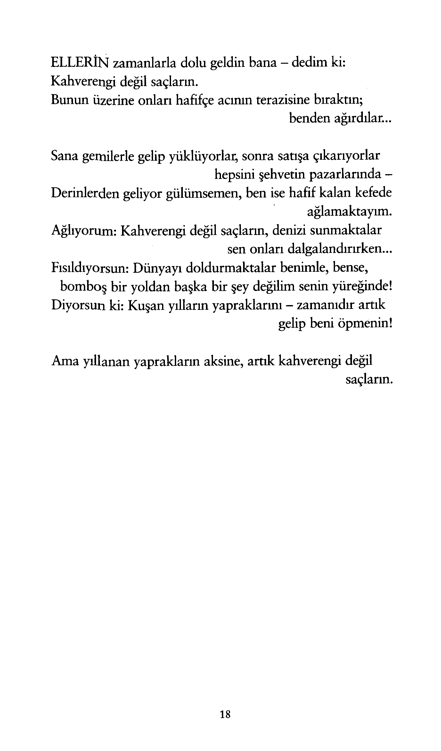 ELLERİN zamanlarla dolu geldin bana – dedim ki:
Kahverengi değil saçların.
Bunun üzerine onları hafifçe acının terazisine bıraktın;
benden ağırdılar...
Sana gemilerle gelip yüklüyorlar, sonra satışa çıkarıyorlar
hepsini şehvetin pazarlarında –
Derinlerden geliyor gülümsemen, ben ise hafif kalan kefede
ağlamaktayım.
Ağlıyorum: Kahverengi değil saçların, denizi sunmaktalar
sen onları dalgalandırırken...
Fısıldıyorsun: Dünyayı doldurmaktalar benimle, bense,
bomboş bir yoldan başka bir şey değilim senin yüreğinde!
Diyorsun ki: Kuşan yılların yapraklarını – zamanıdır artık
gelip beni öpmenin!
Ama yıllanan yaprakların aksine, artık kahverengi değil
saçların.
18